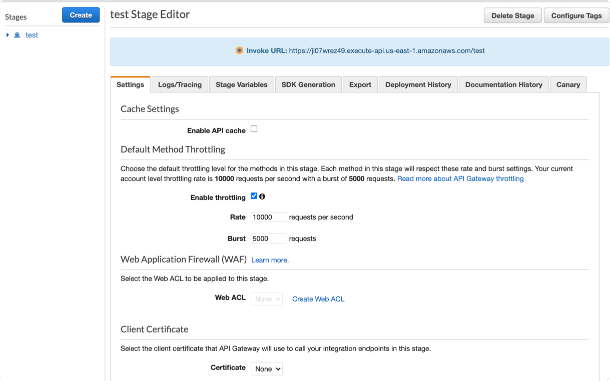 Stages
Create
test
test Stage Editor
Delete Stage
Configure Tags
Invoke URL: https://jl07wrez49.execute-api.us-east-1.amazonaws.com/test
Settings
Logs/Tracing
Stage Variables
SDK Generation
Export
Deployment History
Documentation History
Canary
Cache Settings
Enable API cache
Default Method Throttling
Choose the default throttling level for the methods in this stage. Each method in this stage will respect these rate and burst settings. Your current
account level throttling rate is 10000 requests per second with a burst of 5000 requests. Read more about API Gateway throttling
Enable throttling
Rate 10000 requests per second
Burst 5000 requests
Web Application Firewall (WAF) Learn more.
Select the Web ACL to be applied to this stage.
Web ACL None Create Web ACL
Client Certificate
Select the client certificate that API Gateway will use to call your integration endpoints in this stage.
Certificate None